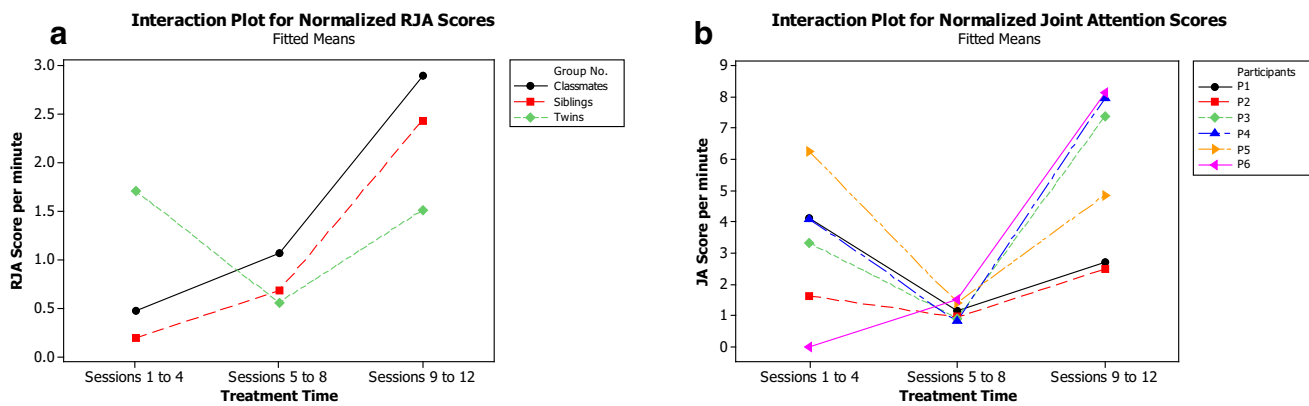 a
Interaction Plot for Normalized RJA Scores
Fitted Means
RJA Score per minute
3.0
2.5
2.0
1.5
1.0
0.5
0.0
Sessions 1 to 4 Sessions 5 to 8 Sessions 9 to 12
Treatment Time
Group No.
Classmates
Siblings
Twins
b
Interaction Plot for Normalized Joint Attention Scores
Fitted Means
JA Score per minute
9
8
7
6
5
4
3
2
1
0
Sessions 1 to 4 Sessions 5 to 8 Sessions 9 to 12
Treatment Time
Participants
P1
P2
P3
P4
P5
P6